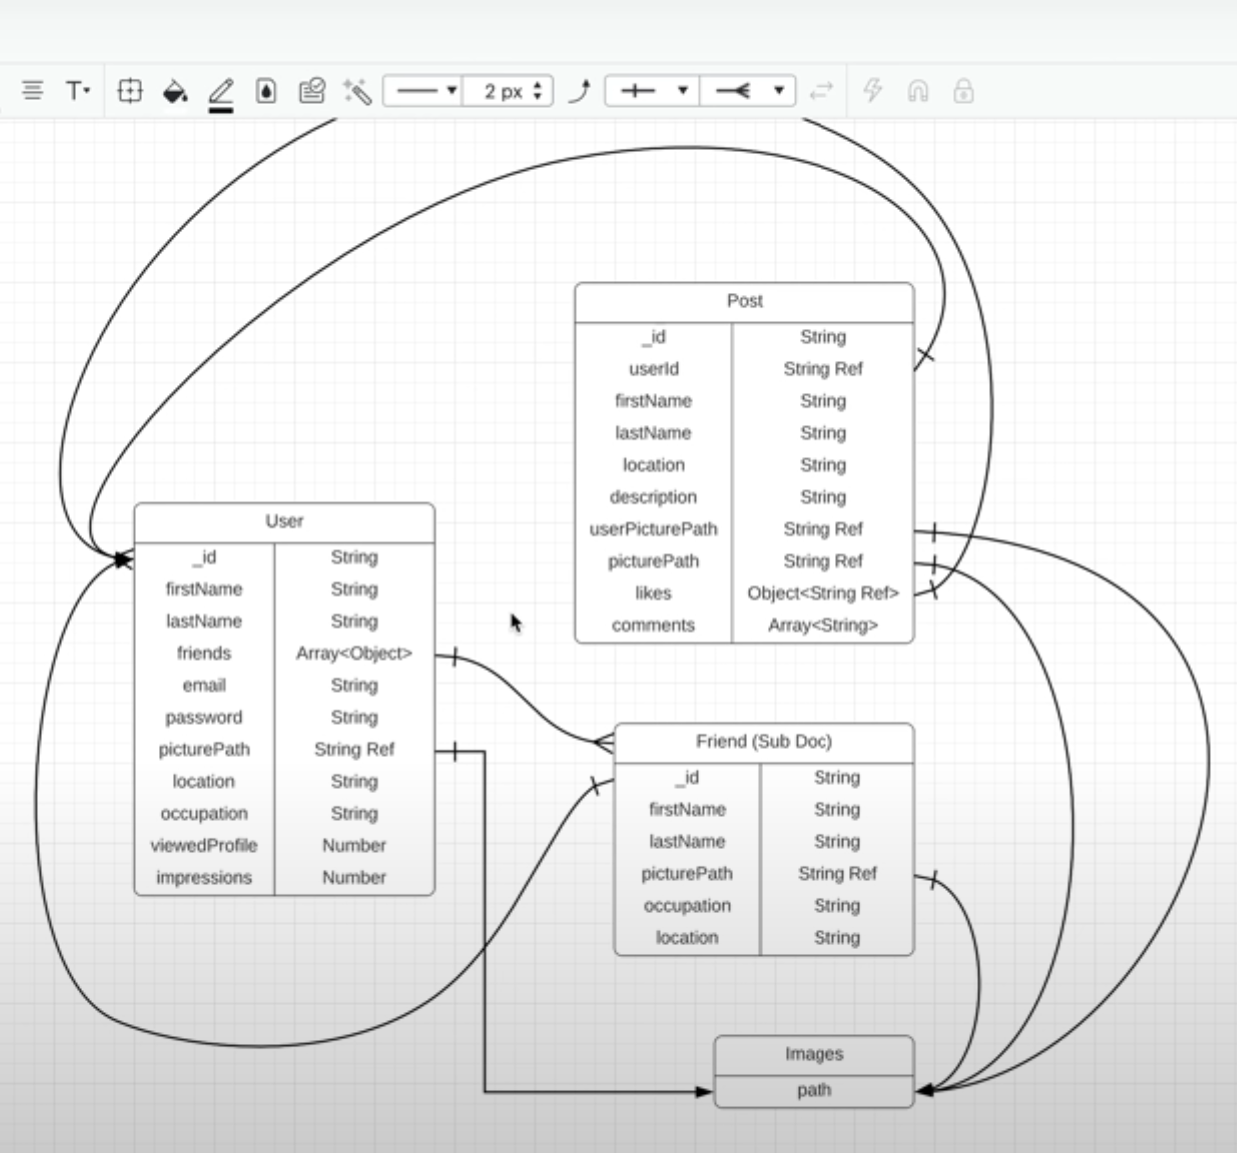 T
2 px
Post
_id String
userId String Ref
firstName String
lastName String
location String
description String
userPicturePath String Ref
picturePath String Ref
likes Object<String Ref>
comments Array<String>
User
_id String
firstName String
lastName String
friends Array<Object>
email String
password String
picturePath String Ref
location String
occupation String
viewedProfile Number
impressions Number
Friend (Sub Doc)
_id String
firstName String
lastName String
picturePath String Ref
occupation String
location String
Images
path